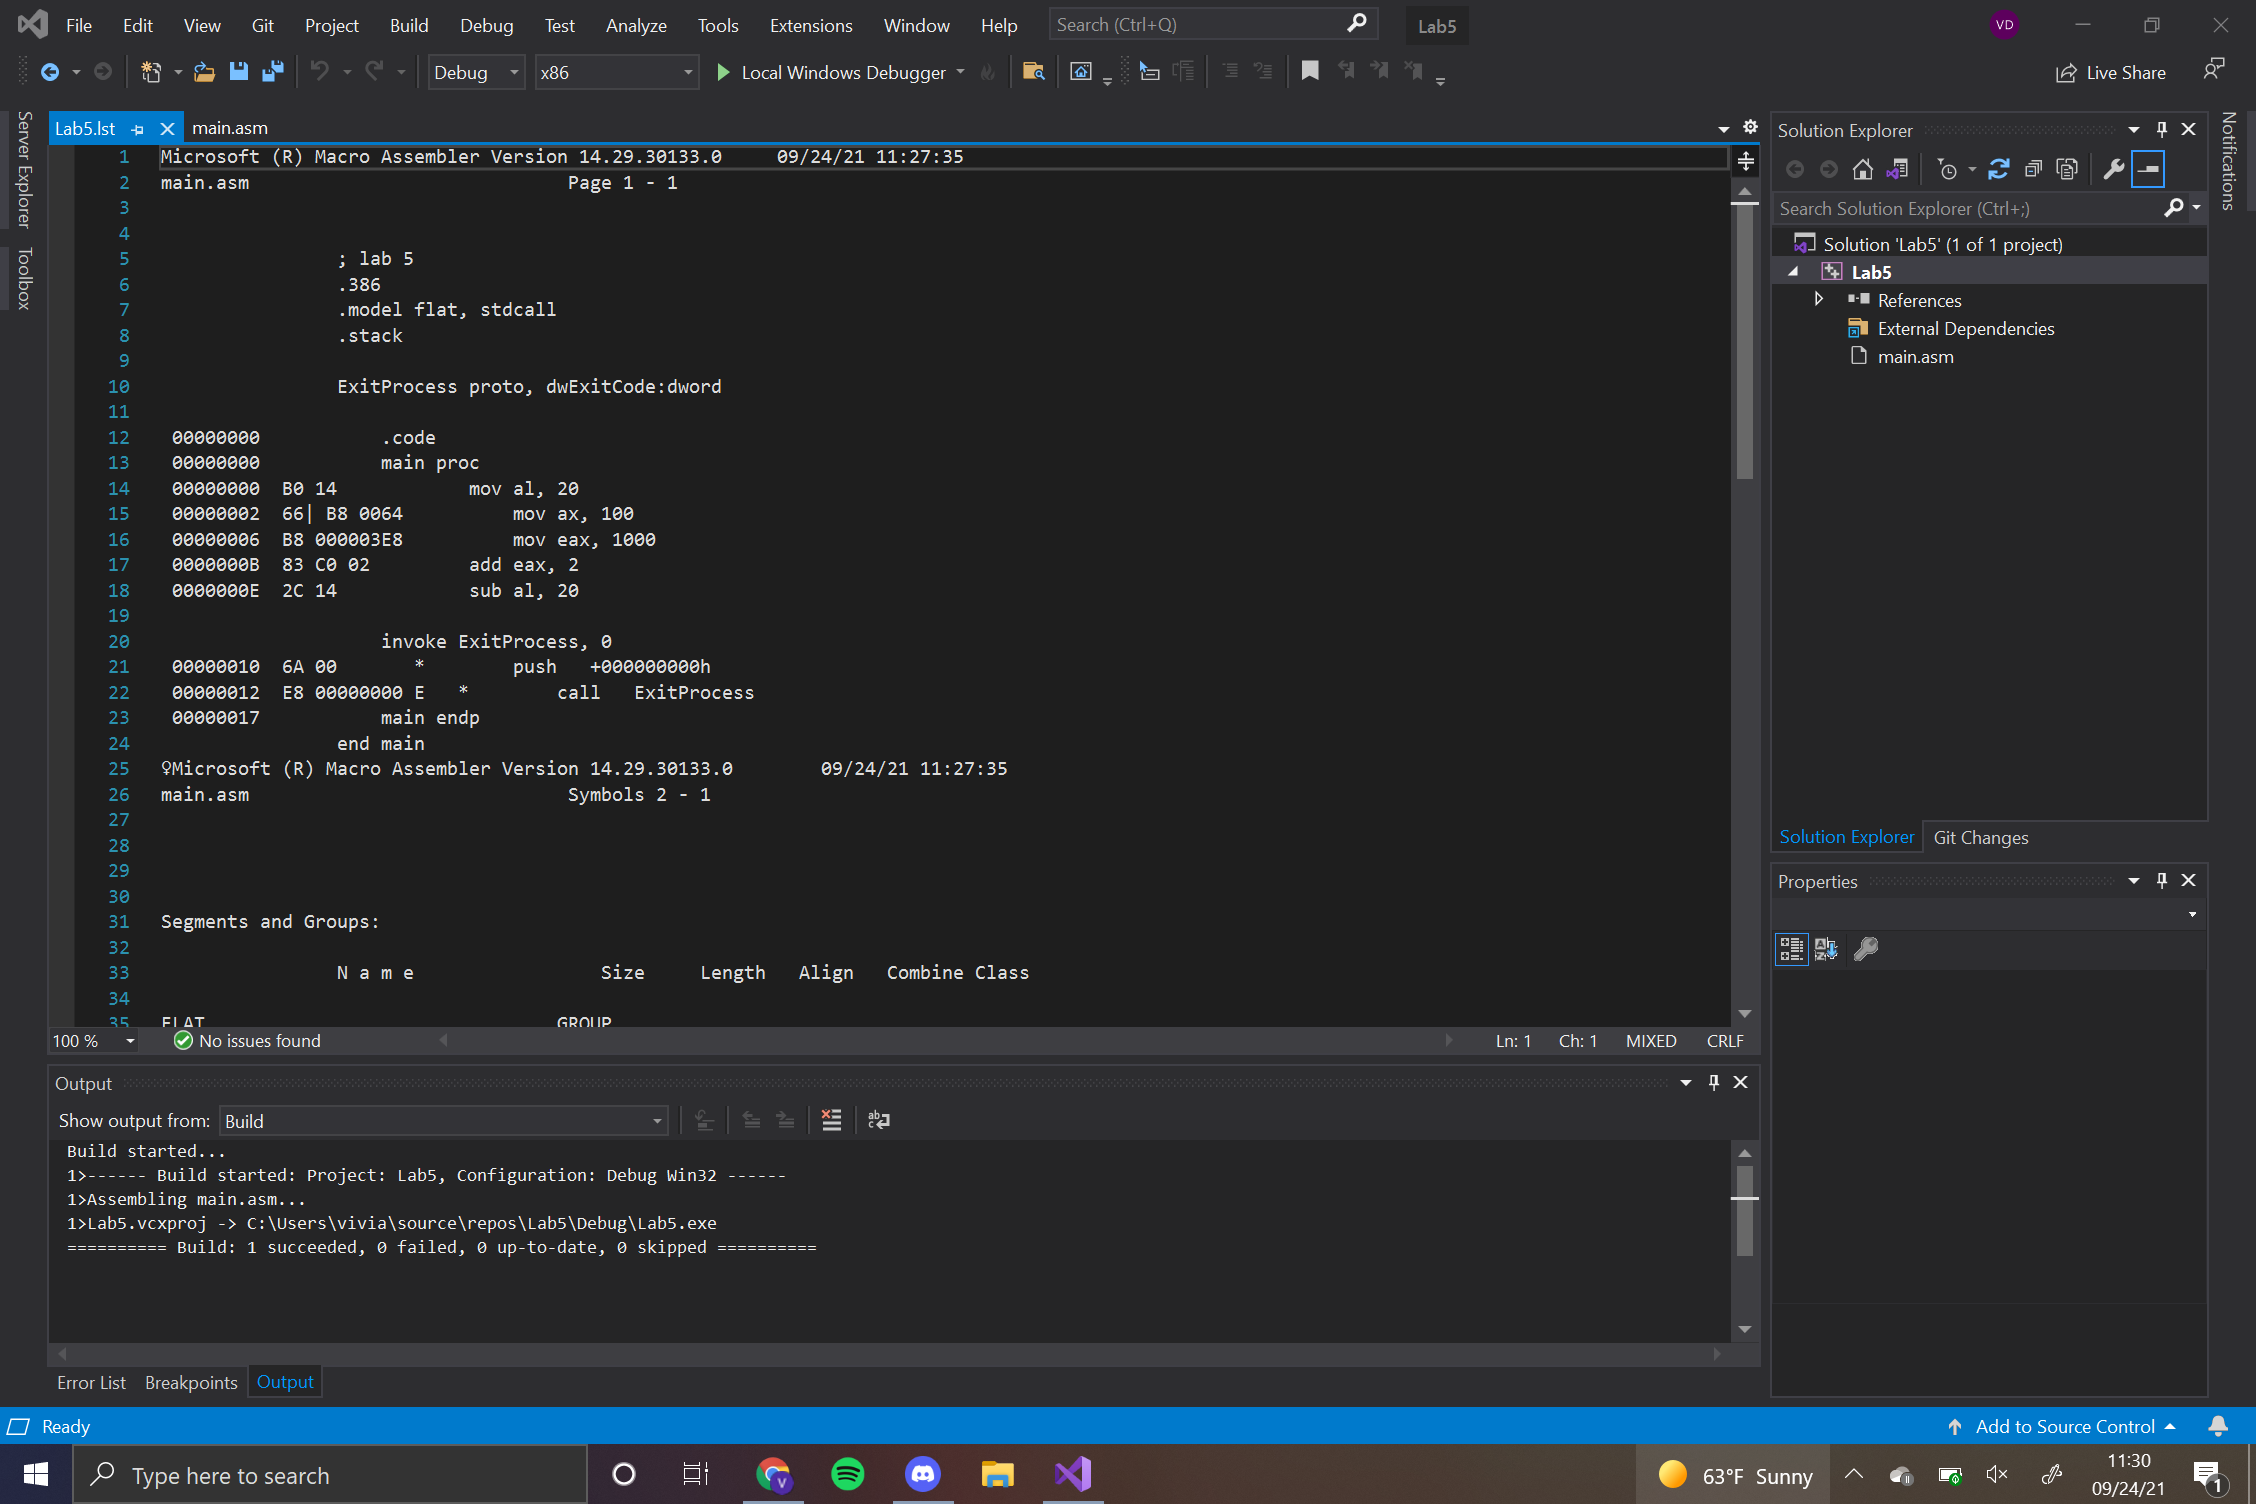 File Edit View Git Project Build Debug Test Analyze Tools Extensions Window Help Search (Ctrl+Q) Lab5 VD
Debug x86 Local Windows Debugger Live Share
Server Explorer
Toolbox
Lab5.lst main.asm
1 Microsoft (R) Macro Assembler Version 14.29.30133.0 09/24/21 11:27:35
2 main.asm Page 1 - 1
3
4
5 ; lab 5
6 .386
7 .model flat, stdcall
8 .stack
9
10 ExitProcess proto, dwExitCode:dword
11
12 00000000 .code
13 00000000 main proc
14 00000000 B0 14 mov al, 20
15 00000002 66| B8 0064 mov ax, 100
16 00000006 B8 000003E8 mov eax, 1000
17 0000000B 83 C0 02 add eax, 2
18 0000000E 2C 14 sub al, 20
19
20 invoke ExitProcess, 0
21 00000010 6A 00 * push +000000000h
22 00000012 E8 00000000 E * call ExitProcess
23 00000017 main endp
24 end main
25 ♀Microsoft (R) Macro Assembler Version 14.29.30133.0 09/24/21 11:27:35
26 main.asm Symbols 2 - 1
27
28
29
30
31 Segments and Groups:
32
33 N a m e Size Length Align Combine Class
34
35 FLAT GROUP
100 % No issues found Ln: 1 Ch: 1 MIXED CRLF
Output
Show output from: Build
Build started...
1>------ Build started: Project: Lab5, Configuration: Debug Win32 ------
1>Assembling main.asm...
1>Lab5.vcxproj -> C:\Users\vivia\source\repos\Lab5\Debug\Lab5.exe
========== Build: 1 succeeded, 0 failed, 0 up-to-date, 0 skipped ==========
Error List Breakpoints Output
Solution Explorer
Search Solution Explorer (Ctrl+;)
Solution 'Lab5' (1 of 1 project)
Lab5
References
External Dependencies
main.asm
Solution Explorer Git Changes
Properties
Notifications
Ready Add to Source Control
Type here to search 63°F Sunny 11:30
09/24/21 1